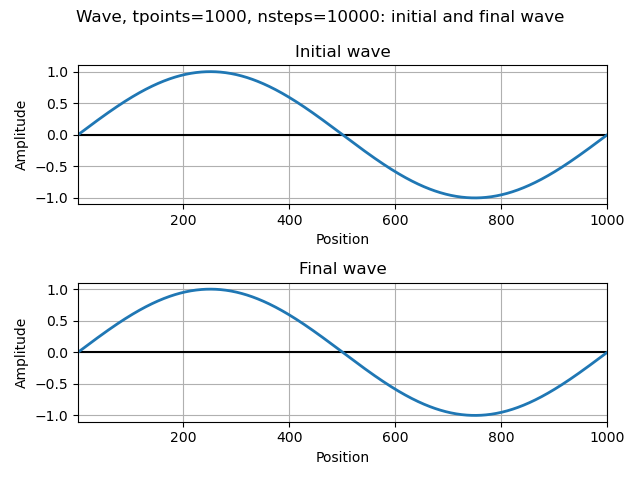 Wave, tpoints=1000, nsteps=10000: initial and final wave
Initial wave
1.0
0.5
0.0
−0.5
−1.0
Amplitude
200 400 600 800 1000
Position
Final wave
1.0
0.5
0.0
−0.5
−1.0
Amplitude
200 400 600 800 1000
Position